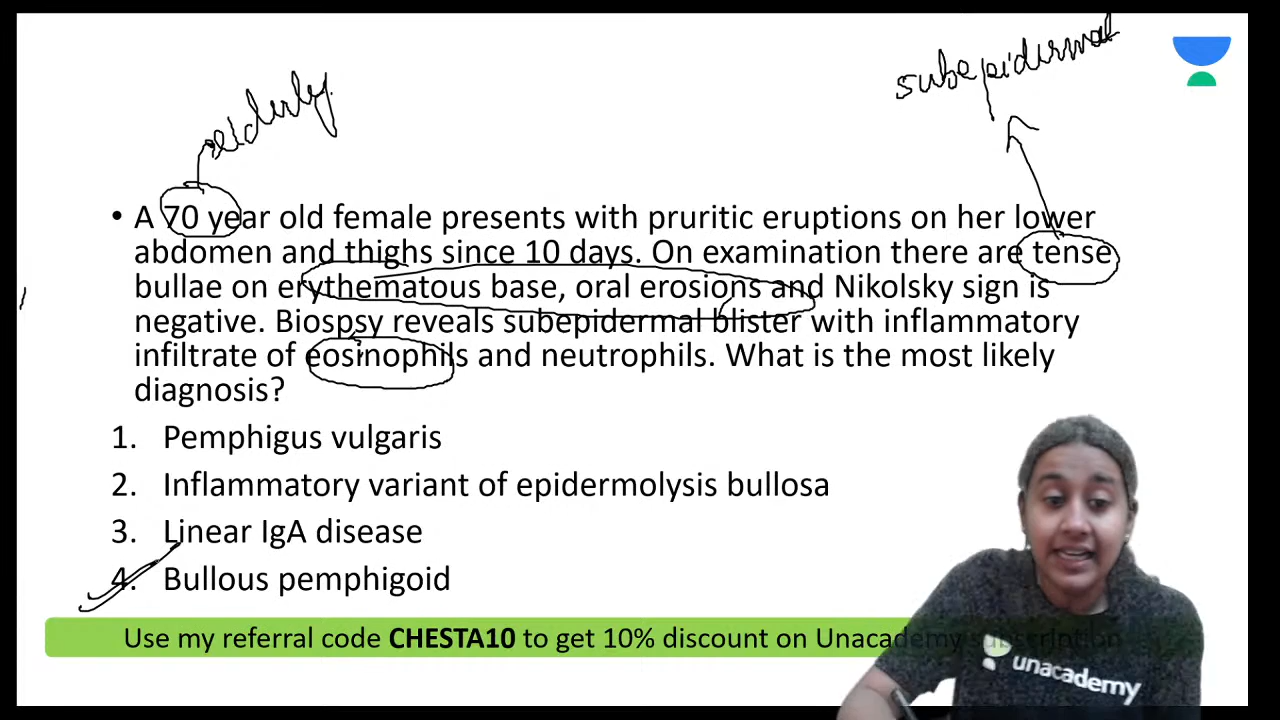 subepidermal
elderly
• A 70 year old female presents with pruritic eruptions on her lower
abdomen and thighs since 10 days. On examination there are tense
bullae on erythematous base, oral erosions and Nikolsky sign is
negative. Biospsy reveals subepidermal blister with inflammatory
infiltrate of eosinophils and neutrophils. What is the most likely
diagnosis?
1. Pemphigus vulgaris
2. Inflammatory variant of epidermolysis bullosa
3. Linear IgA disease
4. Bullous pemphigoid
Use my referral code CHESTA10 to get 10% discount on Unacademy subscription
unacademy